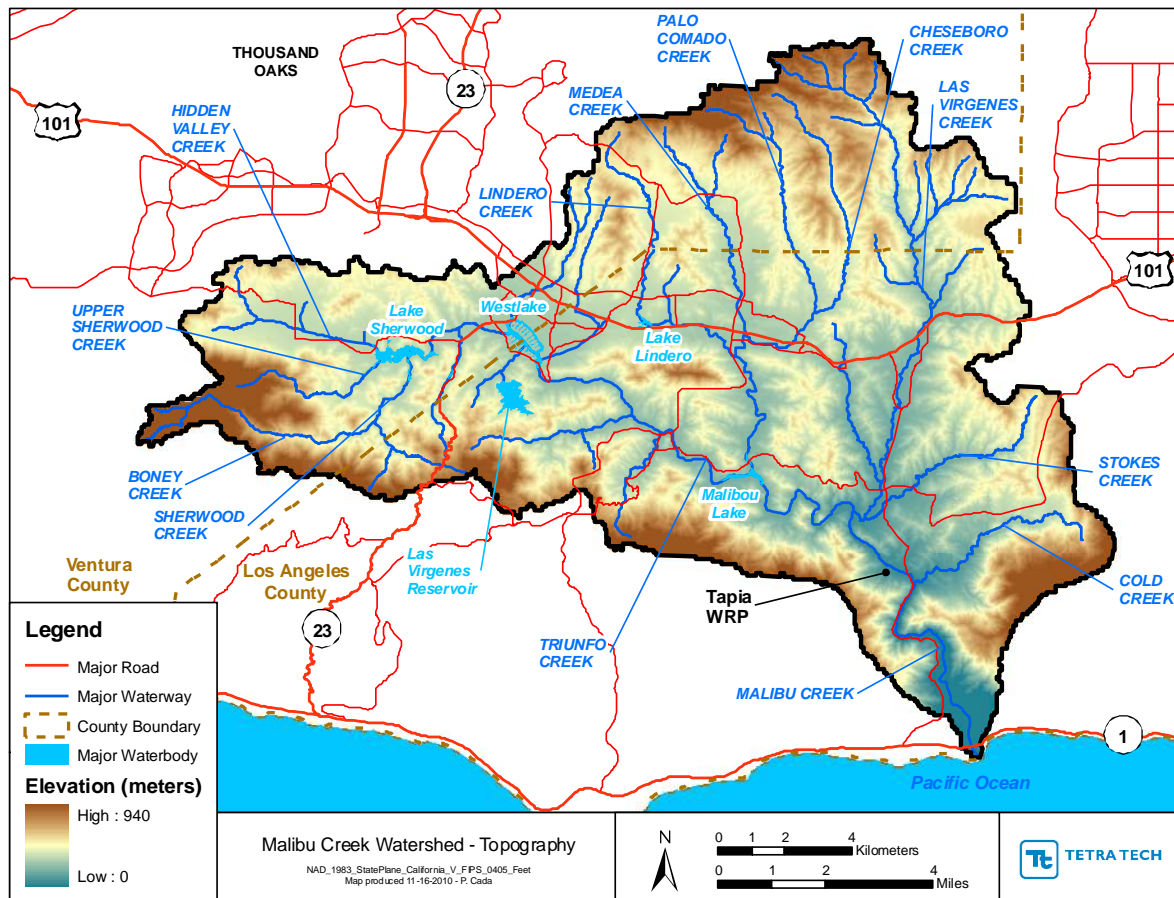 PALO
COMADO
CREEK
CHESEBORO
CREEK
THOUSAND
OAKS
23
101
HIDDEN
VALLEY
CREEK
MEDEA
CREEK
LAS
VIRGENES
CREEK
LINDERO
CREEK
101
UPPER
SHERWOOD
CREEK
Lake
Sherwood
Westlake
Lake
Lindero
BONEY
CREEK
SHERWOOD
CREEK
Malibou
Lake
STOKES
CREEK
Las
Virgenes
Reservoir
Ventura
County
Los Angeles
County
Tapia
WRP
COLD
CREEK
23
TRIUNFO
CREEK
MALIBU CREEK
1
Pacific Ocean
Legend
Major Road
Major Waterway
County Boundary
Major Waterbody
Elevation (meters)
High : 940
Low : 0
Malibu Creek Watershed - Topography
NAD_1983_StatePlane_California_V_FIPS_0405_Feet
Map produced 11-16-2010 - P. Cada
N
0 1 2 4
Kilometers
0 1 2 4
Miles
Tt TETRA TECH